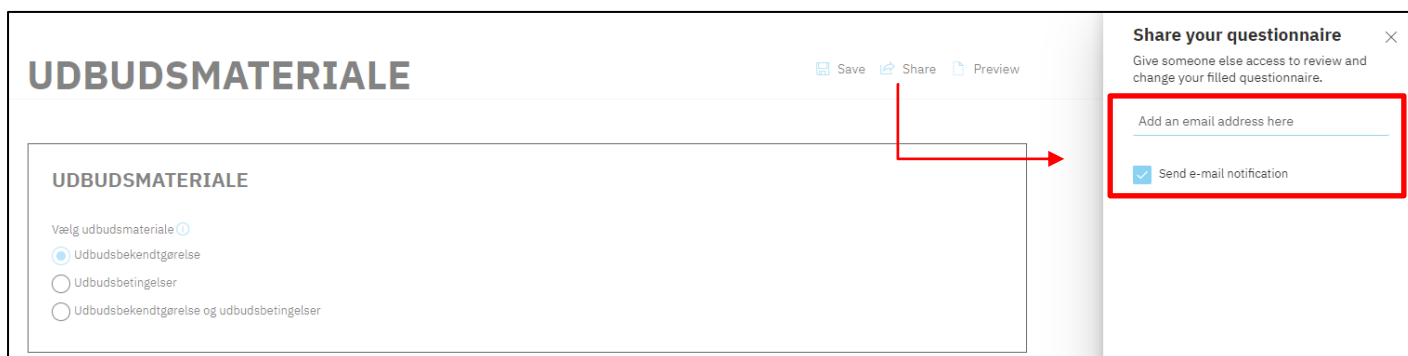 UDBUDSMATERIALE
Save Share Preview
UDBUDSMATERIALE
Vælg udbudsmateriale
Udbudsbekendtgørelse
Udbudsbetingelser
Udbudsbekendtgørelse og udbudsbetingelser
Share your questionnaire
Give someone else access to review and
change your filled questionnaire.
Add an email address here
Send e-mail notification